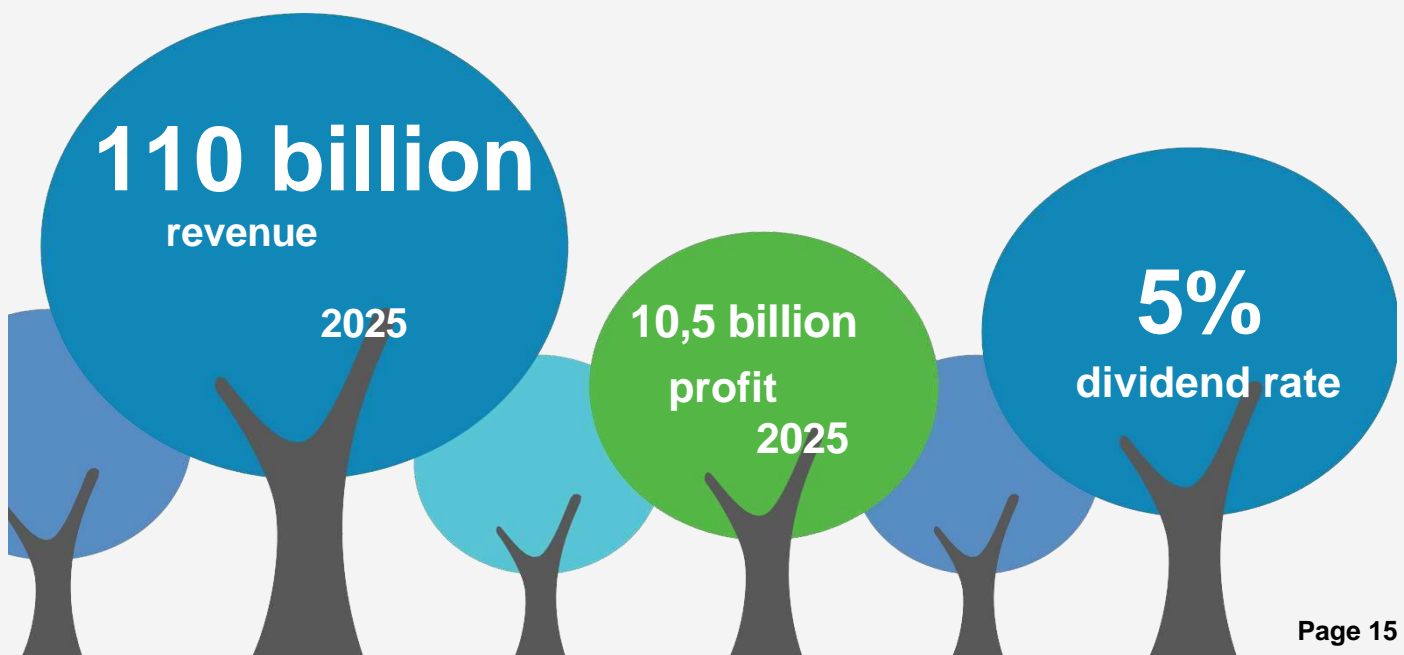 110 billion
revenue
2025
10,5 billion
profit
2025
5%
dividend rate
Page 15